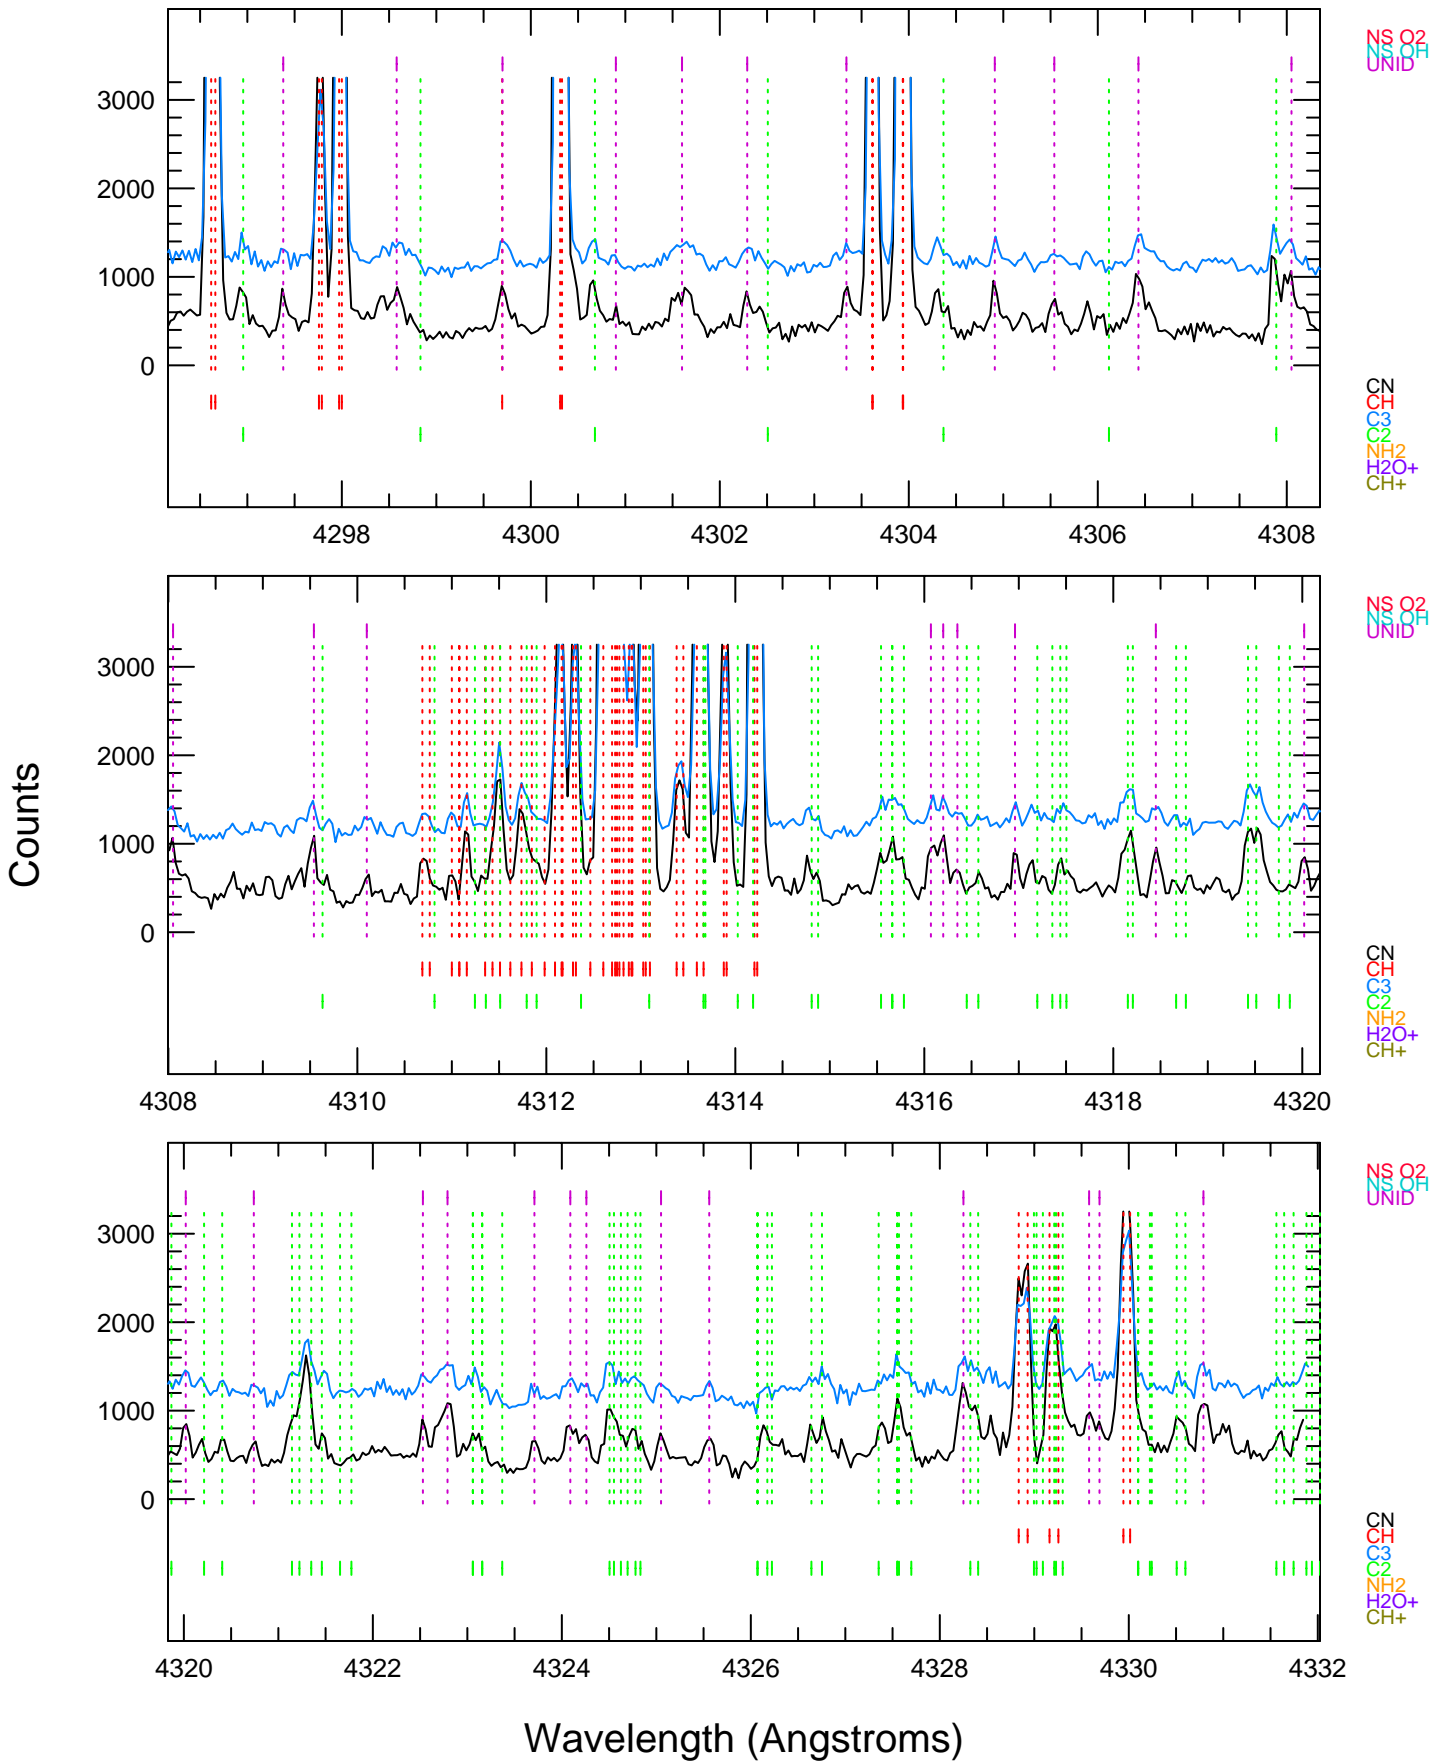 3000
2000
1000
0
4298 4300 4302 4304 4306 4308
NS O2
NS OH
UNID
CN
CH
C3
C2
NH2
H2O+
CH+
3000
2000
1000
0
4308 4310 4312 4314 4316 4318 4320
NS O2
NS OH
UNID
CN
CH
C3
C2
NH2
H2O+
CH+
Counts
3000
2000
1000
0
4320 4322 4324 4326 4328 4330 4332
NS O2
NS OH
UNID
CN
CH
C3
C2
NH2
H2O+
CH+
Wavelength (Angstroms)